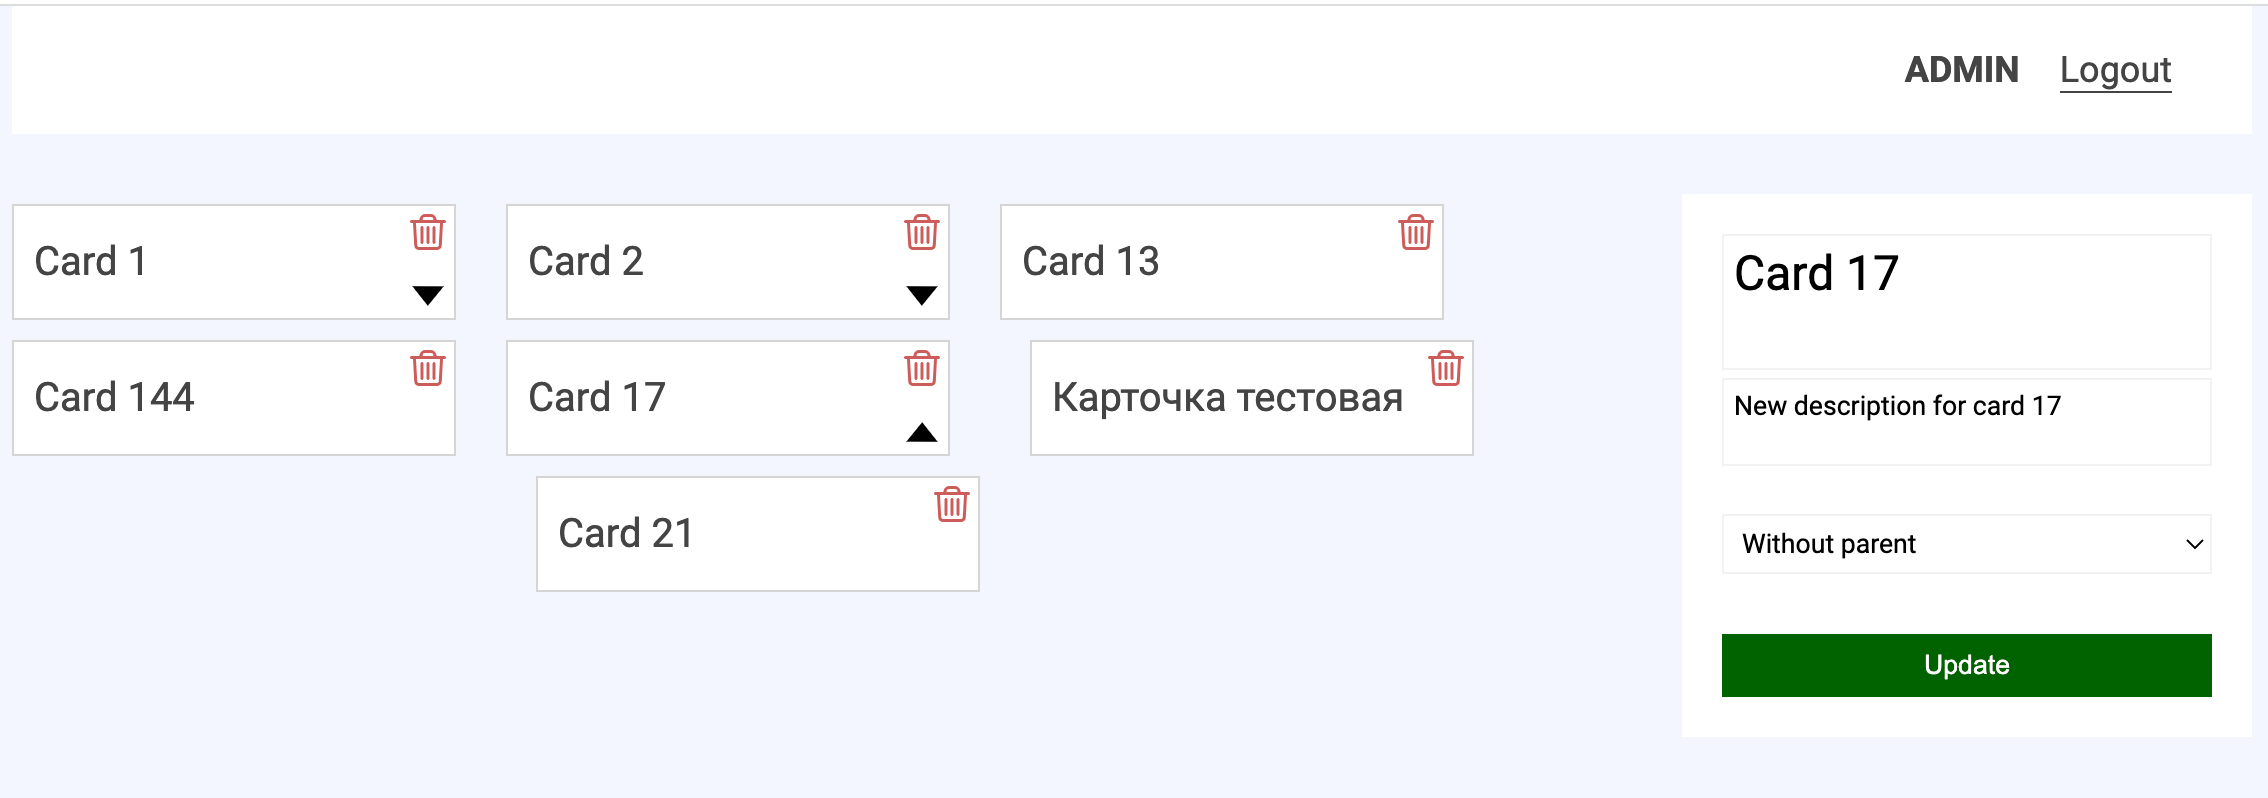 ADMIN Logout
Card 1
Card 2
Card 13
Card 144
Card 17
Карточка тестовая
Card 21
Card 17
New description for card 17
Without parent
Update